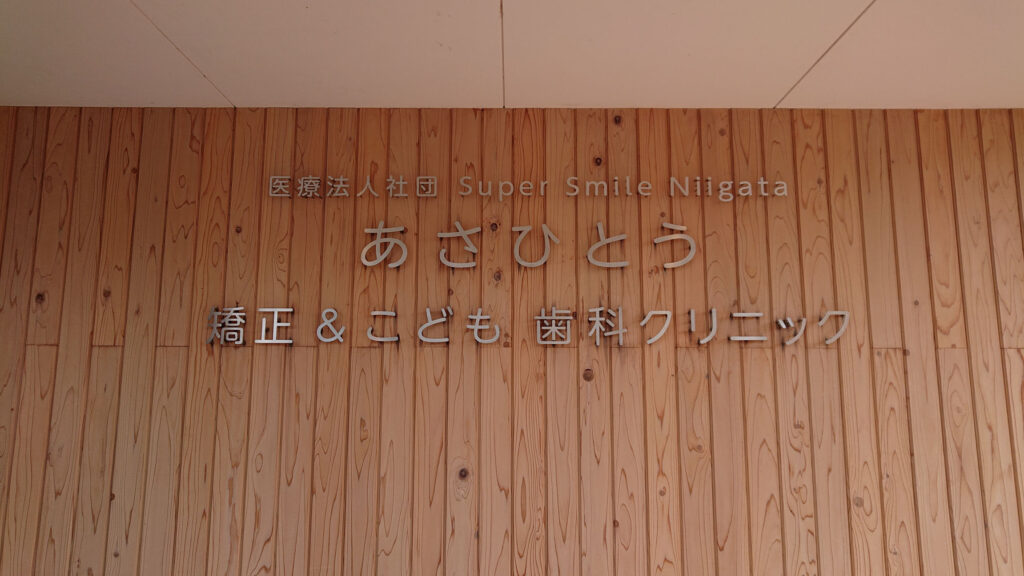 医療法人社団 Super Smile Niigata
あさひとう
矯正&こども 歯科クリニック